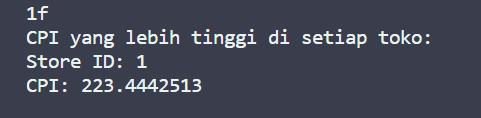 1f
CPI yang lebih tinggi di setiap toko:
Store ID: 1
CPI: 223.4442513